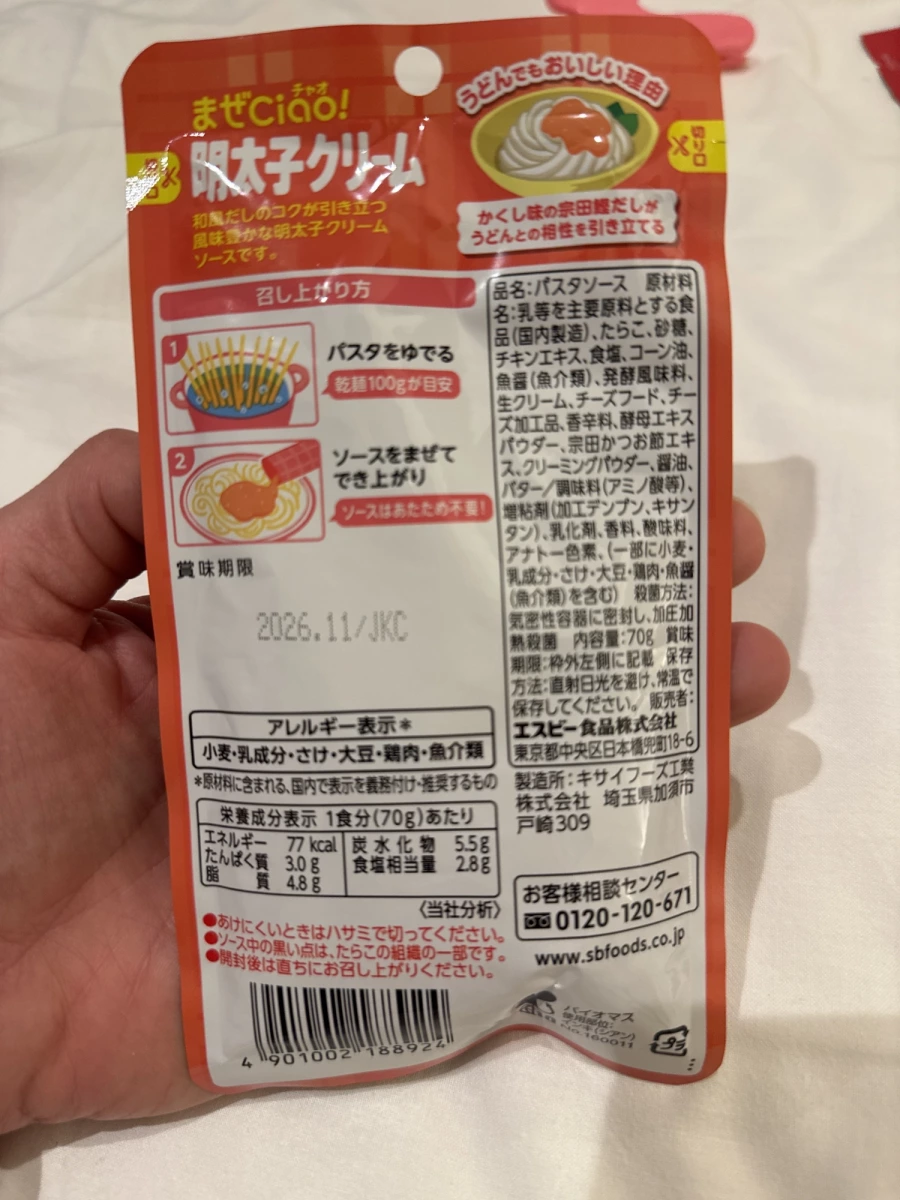 チャオ
まぜCiao!
明太子クリーム
和風だしのコクが引き立つ
風味豊かな明太子クリーム
ソースです。
うどんでもおいしい理由
切り口
かくし味の宗田鰹だしが
うどんとの相性を引き立てる
召し上がり方
1
パスタをゆでる
乾麺100gが目安
2
ソースをまぜて
でき上がり
ソースはあたため不要!
賞味期限
2026.11/JKC
アレルギー表示*
小麦・乳成分・さけ・大豆・鶏肉・魚介類
*原材料に含まれる、国内で表示を義務付け・推奨するもの
栄養成分表示 1食分(70g)あたり
エネルギー 77 kcal 炭水化物 5.5g
たんぱく質 3.0g 食塩相当量 2.8g
脂質 4.8g
〈当社分析〉
●あけにくいときはハサミで切ってください。
●ソース中の黒い点は、たらこの組織の一部です。
●開封後は直ちにお召し上がりください。
4 901002 188924
品名:パスタソース 原材料
名:乳等を主要原料とする食
品(国内製造)、たらこ、砂糖、
チキンエキス、食塩、コーン油、
魚醤(魚介類)、発酵風味料、
生クリーム、チーズフード、チー
ズ加工品、香辛料、酵母エキス
パウダー、宗田かつお節エキ
ス、クリーミングパウダー、醤油、
バター/調味料(アミノ酸等)、
増粘剤(加工デンプン、キサン
タン)、乳化剤、香料、酸味料、
アナトー色素、(一部に小麦・
乳成分・さけ・大豆・鶏肉・魚醤
(魚介類)を含む) 殺菌方法:
気密性容器に密封し、加圧加
熱殺菌 内容量:70g 賞味
期限:枠外左側に記載 保存
方法:直射日光を避け、常温で
保存してください。 販売者:
エスビー食品株式会社
東京都中央区日本橋兜町18-6
製造所:キサイフーズ工業
株式会社 埼玉県加須市
戸崎309
お客様相談センター
0120-120-671
www.sbfoods.co.jp
バイオマス
使用部位:
インキ(シアン)
No.160011
プラ